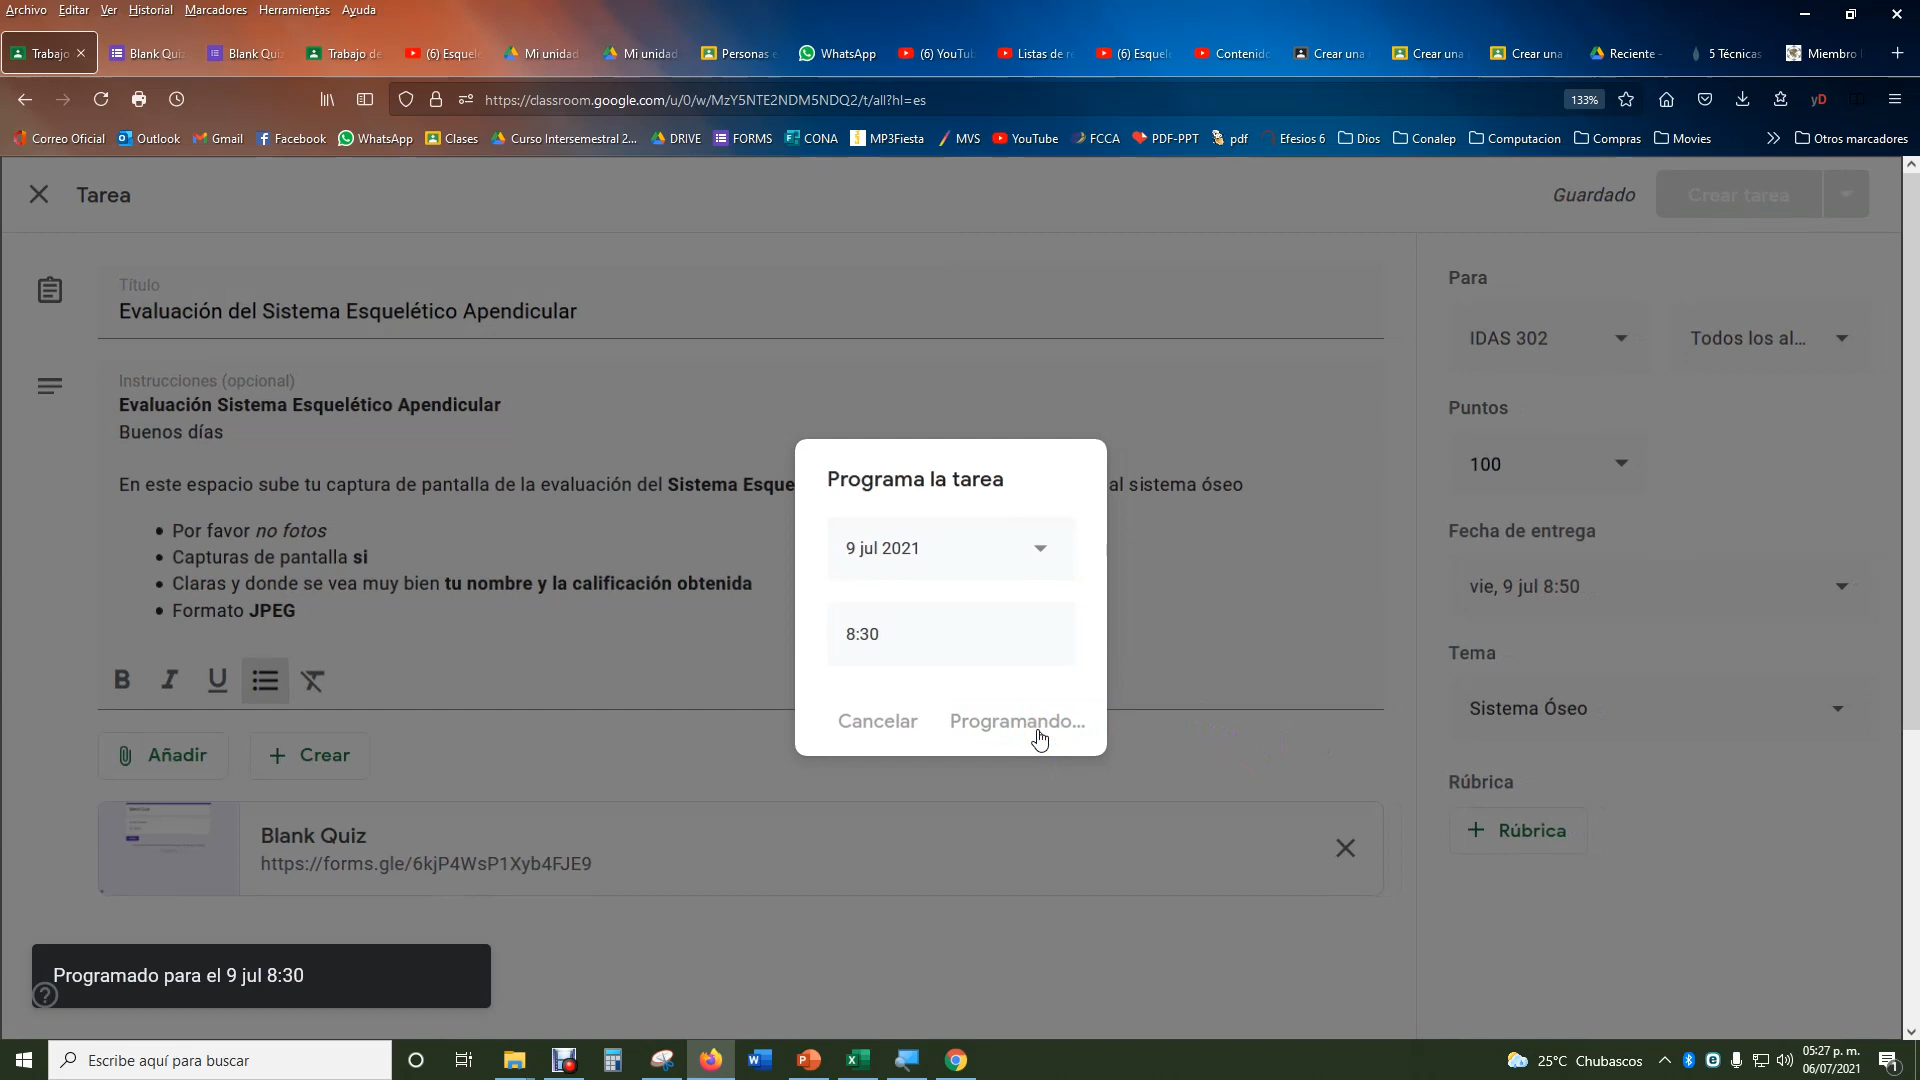 Archivo Editar Ver Historial Marcadores Herramientas Ayuda
Trabajo Blank Quiz Blank Quiz Trabajo de (6) Esquele Mi unidad Mi unidad Personas e WhatsApp (6) YouTub Listas de re (6) Esquele Contenido Crear una Crear una Crear una Reciente - 5 Técnicas Miembro
https://classroom.google.com/u/0/w/MzY5NTE2NDM5NDQ2/t/all?hl=es 133% yD
Correo Oficial Outlook Gmail Facebook WhatsApp Clases Curso Intersemestral 2... DRIVE FORMS CONA MP3Fiesta MVS YouTube FCCA PDF-PPT pdf Efesios 6 Dios Conalep Computacion Compras Movies Otros marcadores
Tarea
Guardado
Crear tarea
Título
Evaluación del Sistema Esquelético Apendicular
Instrucciones (opcional)
Evaluación Sistema Esquelético Apendicular
Buenos días
En este espacio sube tu captura de pantalla de la evaluación del Sistema Esque al sistema óseo
• Por favor no fotos
• Capturas de pantalla si
• Claras y donde se vea muy bien tu nombre y la calificación obtenida
• Formato JPEG
B I U
Añadir
Crear
Blank Quiz
https://forms.gle/6kjP4WsP1Xyb4FJE9
Programa la tarea
9 jul 2021
8:30
Cancelar Programando...
Para
IDAS 302
Todos los al...
Puntos
100
Fecha de entrega
vie, 9 jul 8:50
Tema
Sistema Óseo
Rúbrica
+ Rúbrica
Programado para el 9 jul 8:30
Escribe aquí para buscar
25°C Chubascos
05:27 p. m.
06/07/2021
1